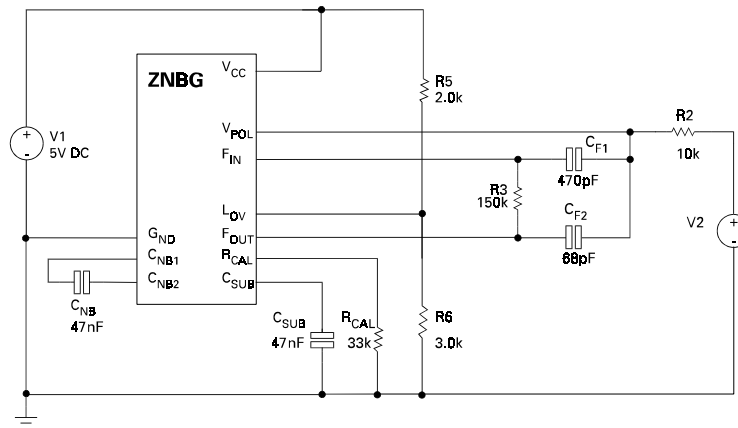 ZNBG
VCC
R5
2.0k
R2
10k
VPOL
FIN
CF1
470pF
V1
5V DC
+
-
R3
150k
LOV
CF2
68pF
V2
+
-
GND
FOUT
CNB1
RCAL
CNB2
CSUB
CNB
47nF
CSUB
47nF
RCAL
33k
R6
3.0k